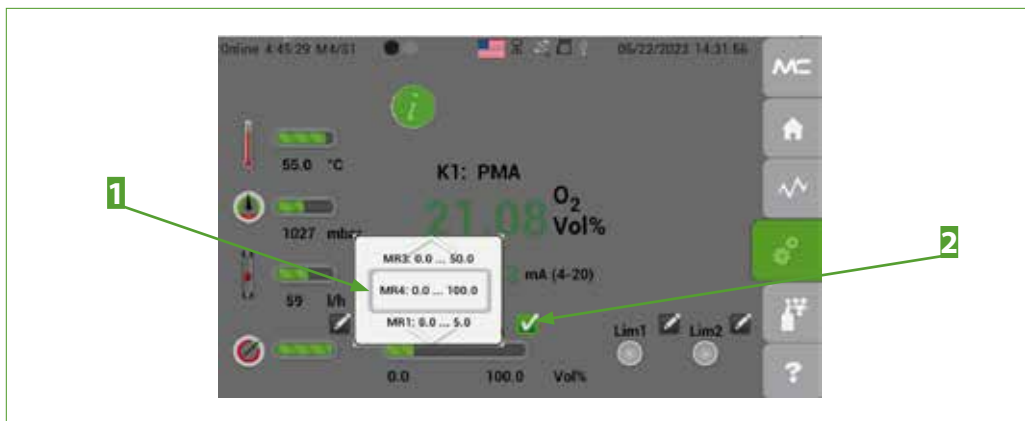 Online 4:45:29 M4/S1
05/22/2023 14:31:56
MC
i
55.0 °C
K1: PMA
21.08 O2
Vol%
1
1027
MR3: 0.0 ... 50.0
mA (4-20)
2
MR4: 0.0 ... 100.0
59 l/h
MR1: 0.0 ... 5.0
Lim1
Lim2
0.0
100.0
Vol%
?